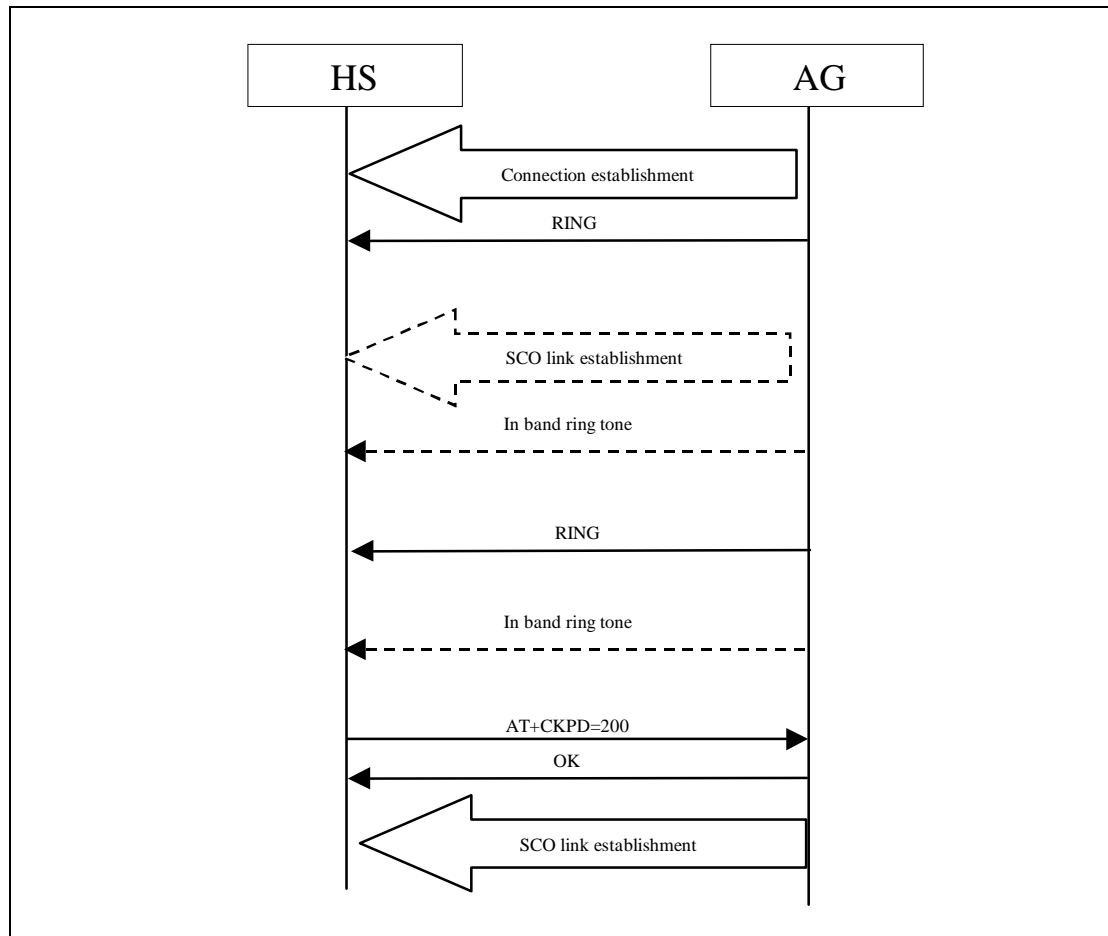 HS
AG
Connection establishment
RING
SCO link establishment
In band ring tone
RING
In band ring tone
AT+CKPD=200
OK
SCO link establishment